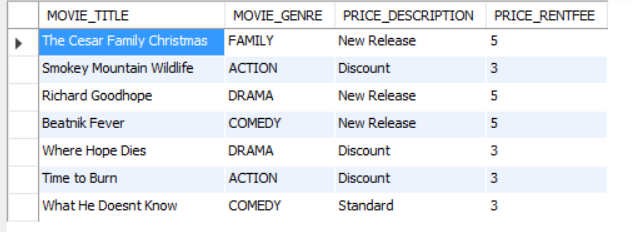 MOVIE_TITLE MOVIE_GENRE PRICE_DESCRIPTION PRICE_RENTFEE
The Cesar Family Christmas FAMILY New Release 5
Smokey Mountain Wildlife ACTION Discount 3
Richard Goodhope DRAMA New Release 5
Beatnik Fever COMEDY New Release 5
Where Hope Dies DRAMA Discount 3
Time to Burn ACTION Discount 3
What He Doesnt Know COMEDY Standard 3